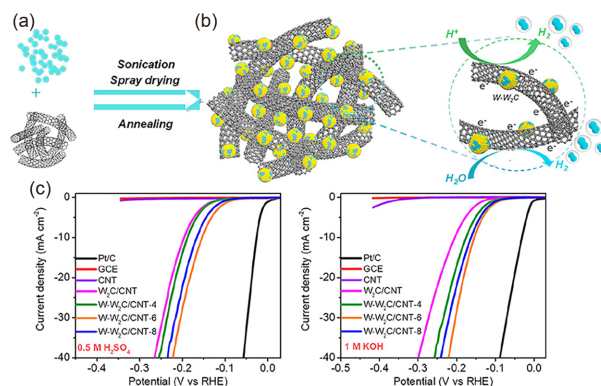 (a)
+
Sonication
Spray drying
Annealing
(b)
H⁺
H₂
e⁻
e⁻
e⁻
W-W₂C
e⁻
e⁻
e⁻
e⁻
H₂O
H₂
(c)
Current density (mA cm⁻²)
0
-10
-20
-30
-40
Pt/C
GCE
CNT
W₂C/CNT
W-W₂C/CNT-4
W-W₂C/CNT-6
W-W₂C/CNT-8
0.5 M H₂SO₄
-0.4
-0.3
-0.2
-0.1
0.0
Potential (V vs RHE)
Current density (mA cm⁻²)
0
-10
-20
-30
-40
Pt/C
GCE
CNT
W₂C/CNT
W-W₂C/CNT-4
W-W₂C/CNT-6
W-W₂C/CNT-8
1 M KOH
-0.5
-0.4
-0.3
-0.2
-0.1
0.0
Potential (V vs RHE)